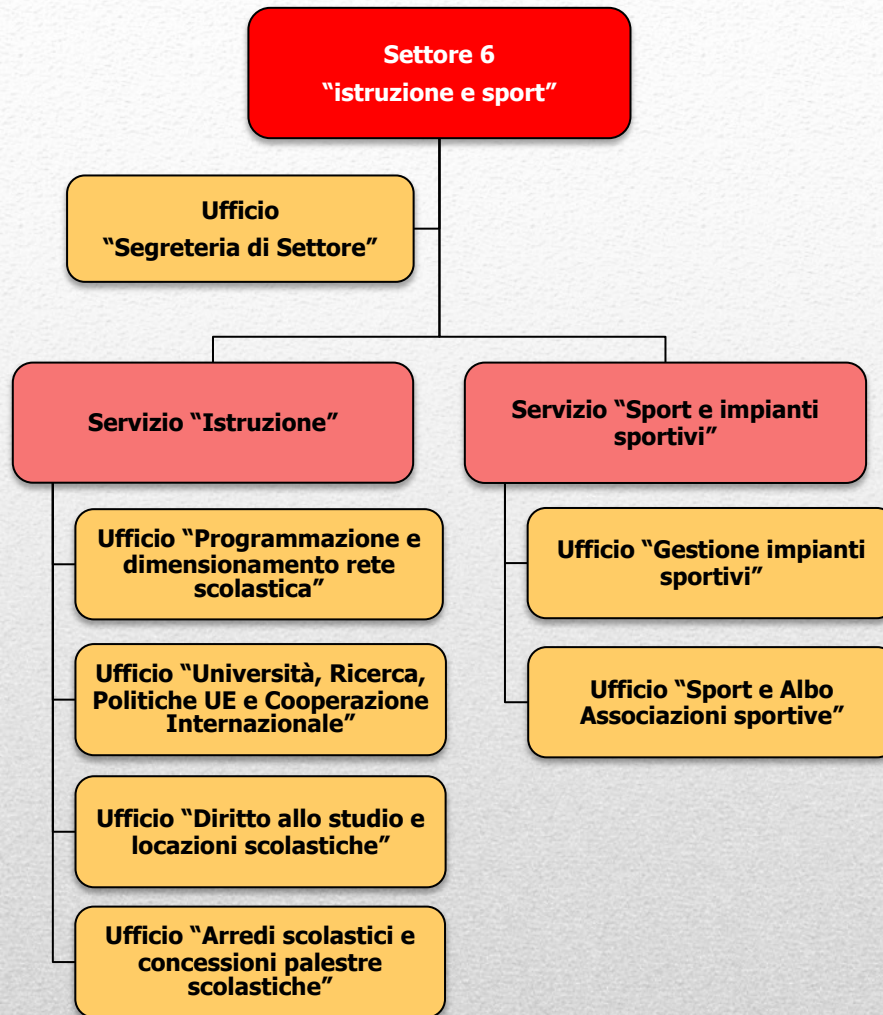 Settore 6
“istruzione e sport”
Ufficio
“Segreteria di Settore”
Servizio “Istruzione”
Servizio “Sport e impianti
sportivi”
Ufficio “Programmazione e
dimensionamento rete
scolastica”
Ufficio “Università, Ricerca,
Politiche UE e Cooperazione
Internazionale”
Ufficio “Diritto allo studio e
locazioni scolastiche”
Ufficio “Arredi scolastici e
concessioni palestre
scolastiche”
Ufficio “Gestione impianti
sportivi”
Ufficio “Sport e Albo
Associazioni sportive”